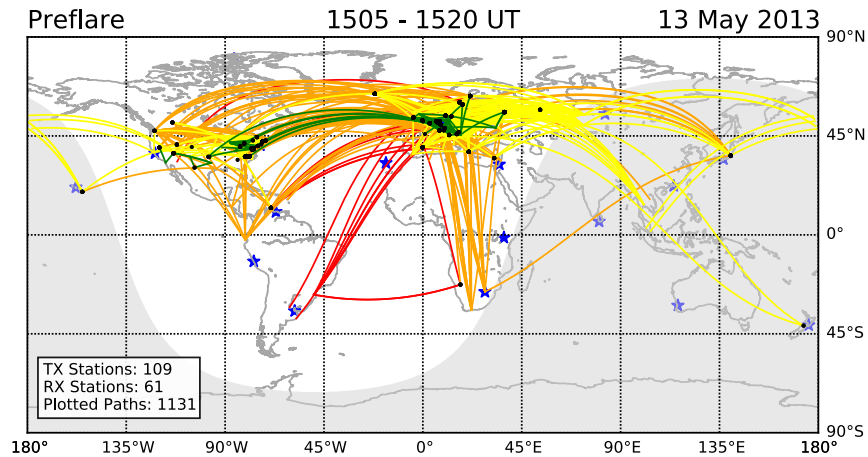 Preflare 1505 - 1520 UT 13 May 2013
90°N
45°N
0°
45°S
90°S
TX Stations: 109
RX Stations: 61
Plotted Paths: 1131
180° 135°W 90°W 45°W 0° 45°E 90°E 135°E 180°